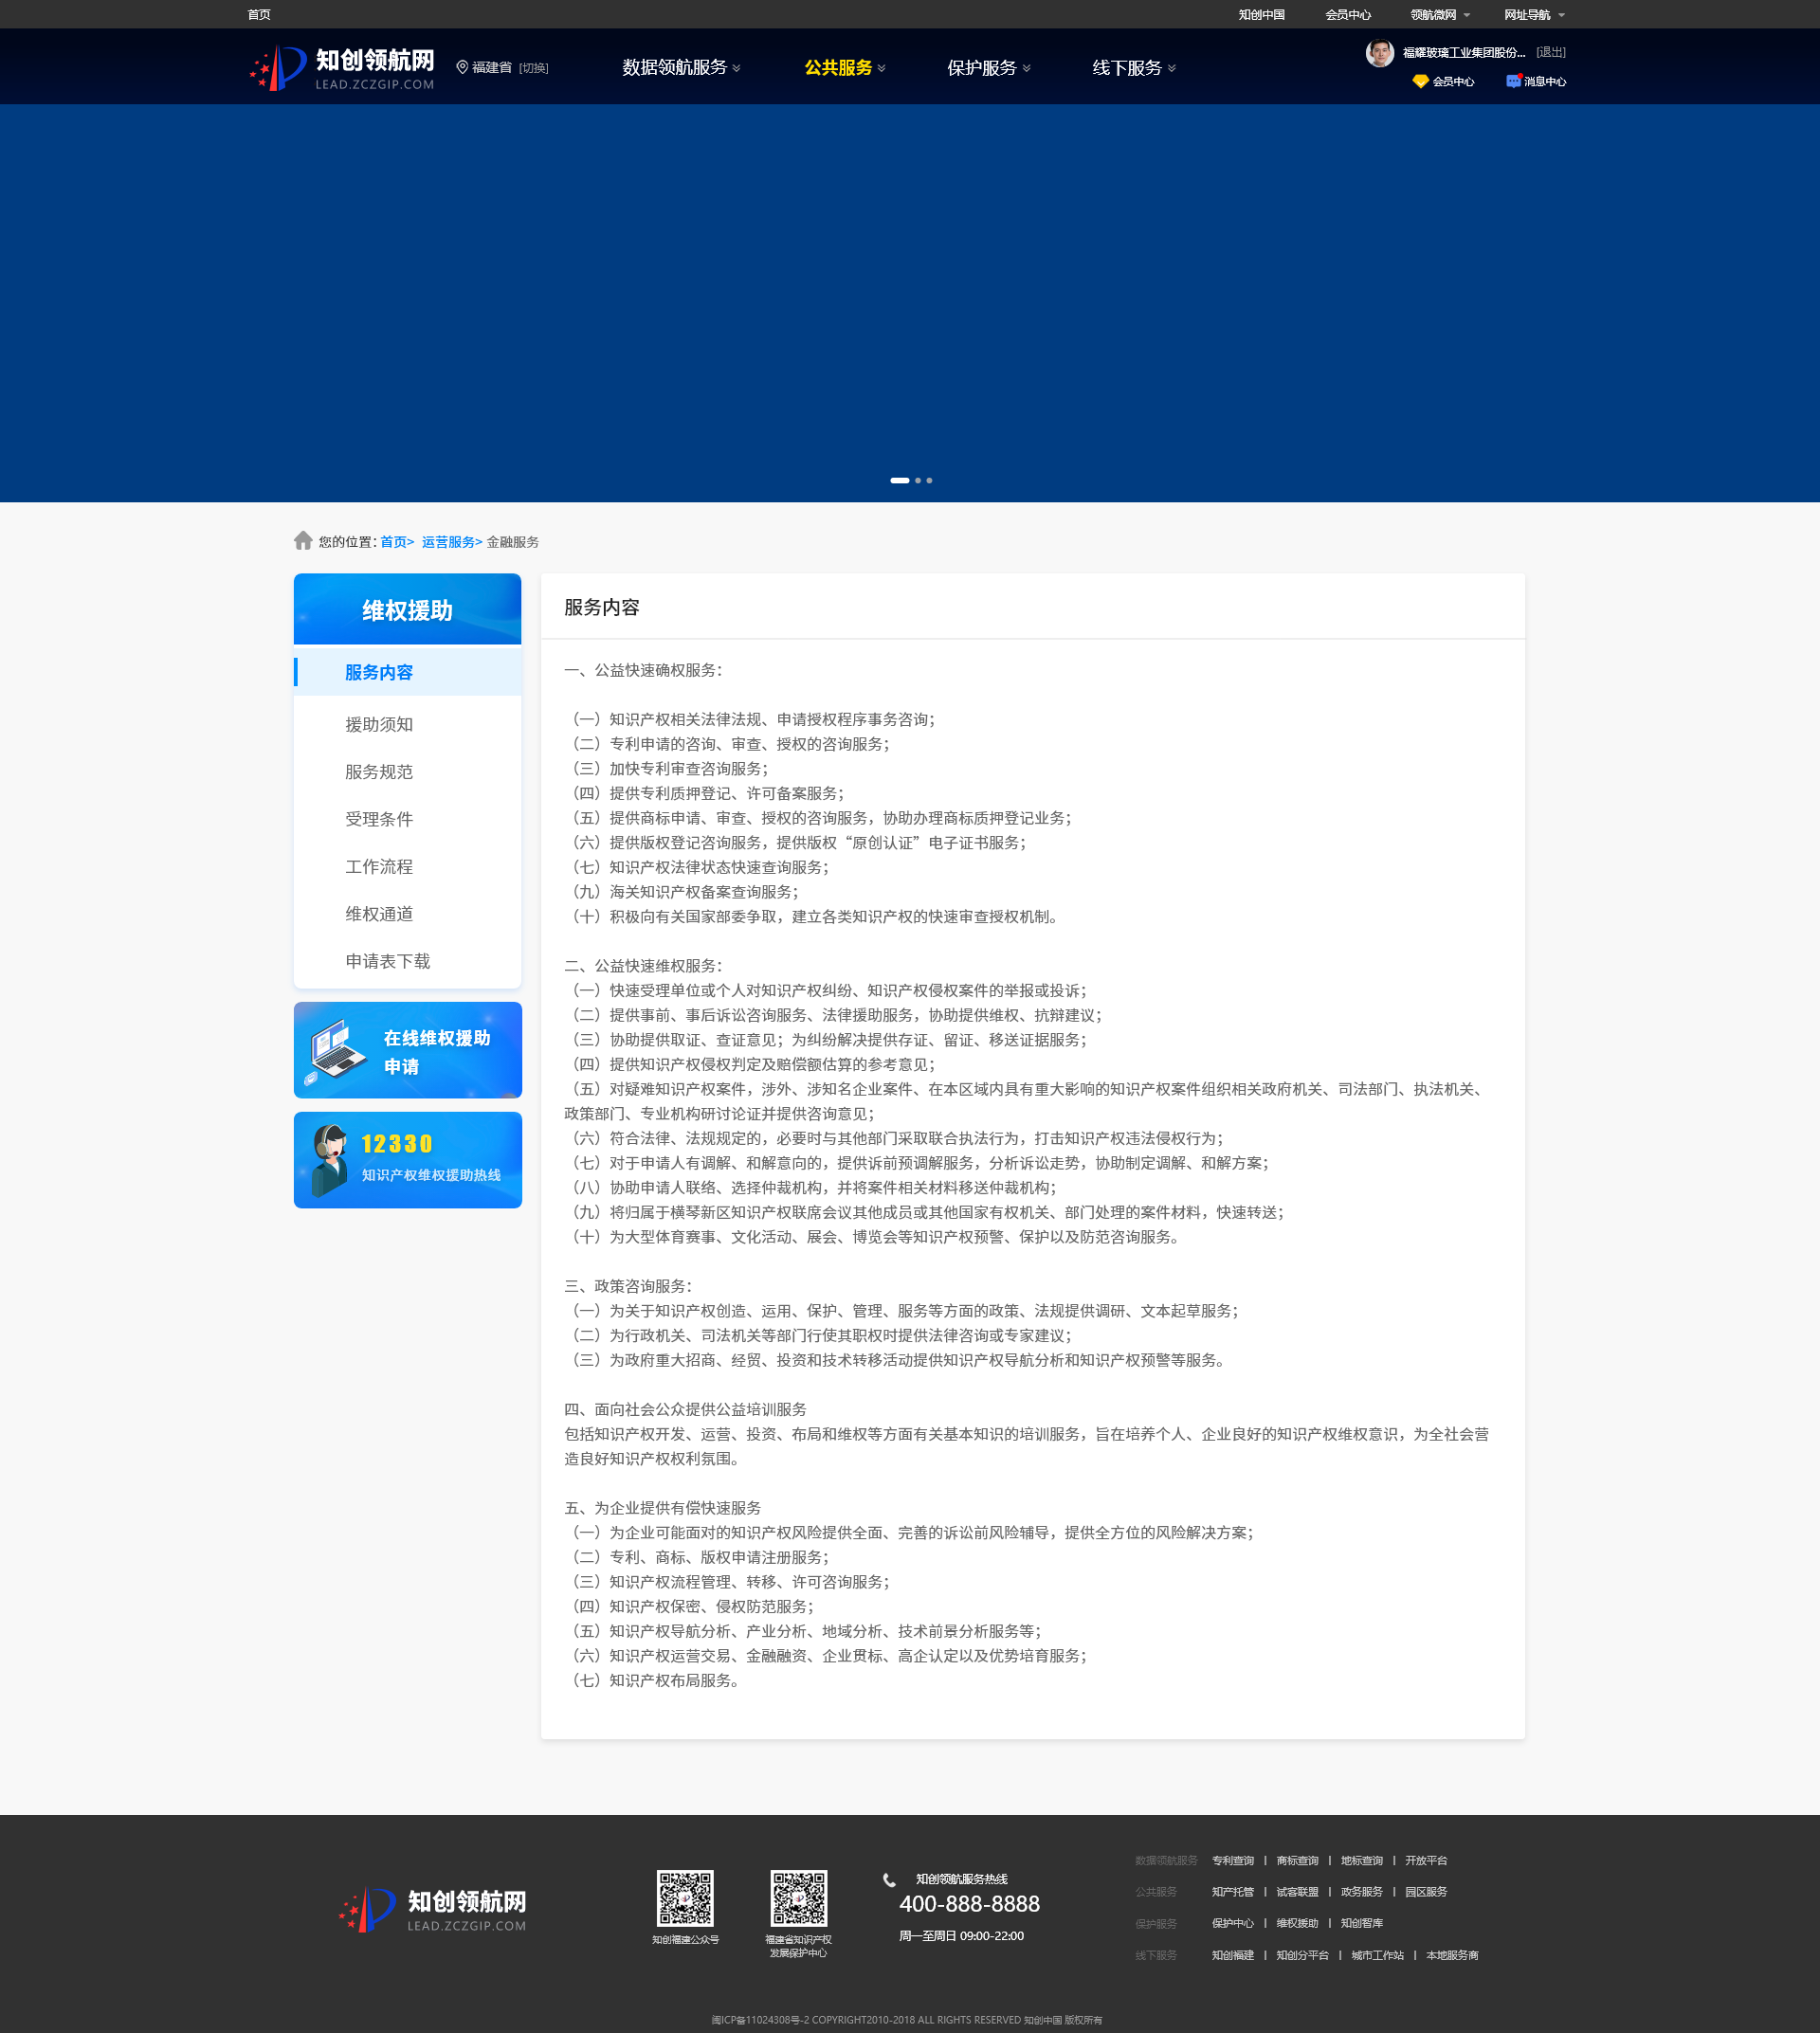 首页
知创中国
会员中心
领航微网
网址导航
知创领航网
LEAD.ZCZGIP.COM
福建省 [切换]
数据领航服务
公共服务
保护服务
线下服务
福耀玻璃工业集团股份... [退出]
会员中心
消息中心
您的位置：首页> 运营服务> 金融服务
维权援助
服务内容
援助须知
服务规范
受理条件
工作流程
维权通道
申请表下载
在线维权援助
申请
12330
知识产权维权援助热线
服务内容
一、公益快速确权服务：
（一）知识产权相关法律法规、申请授权程序事务咨询；
（二）专利申请的咨询、审查、授权的咨询服务；
（三）加快专利审查咨询服务；
（四）提供专利质押登记、许可备案服务；
（五）提供商标申请、审查、授权的咨询服务，协助办理商标质押登记业务；
（六）提供版权登记咨询服务，提供版权“原创认证”电子证书服务；
（七）知识产权法律状态快速查询服务；
（九）海关知识产权备案查询服务；
（十）积极向有关国家部委争取，建立各类知识产权的快速审查授权机制。
二、公益快速维权服务：
（一）快速受理单位或个人对知识产权纠纷、知识产权侵权案件的举报或投诉；
（二）提供事前、事后诉讼咨询服务、法律援助服务，协助提供维权、抗辩建议；
（三）协助提供取证、查证意见；为纠纷解决提供存证、留证、移送证据服务；
（四）提供知识产权侵权判定及赔偿额估算的参考意见；
（五）对疑难知识产权案件，涉外、涉知名企业案件、在本区域内具有重大影响的知识产权案件组织相关政府机关、司法部门、执法机关、
政策部门、专业机构研讨论证并提供咨询意见；
（六）符合法律、法规规定的，必要时与其他部门采取联合执法行为，打击知识产权违法侵权行为；
（七）对于申请人有调解、和解意向的，提供诉前预调解服务，分析诉讼走势，协助制定调解、和解方案；
（八）协助申请人联络、选择仲裁机构，并将案件相关材料移送仲裁机构；
（九）将归属于横琴新区知识产权联席会议其他成员或其他国家有权机关、部门处理的案件材料，快速转送；
（十）为大型体育赛事、文化活动、展会、博览会等知识产权预警、保护以及防范咨询服务。
三、政策咨询服务：
（一）为关于知识产权创造、运用、保护、管理、服务等方面的政策、法规提供调研、文本起草服务；
（二）为行政机关、司法机关等部门行使其职权时提供法律咨询或专家建议；
（三）为政府重大招商、经贸、投资和技术转移活动提供知识产权导航分析和知识产权预警等服务。
四、面向社会公众提供公益培训服务
包括知识产权开发、运营、投资、布局和维权等方面有关基本知识的培训服务，旨在培养个人、企业良好的知识产权维权意识，为全社会营
造良好知识产权权利氛围。
五、为企业提供有偿快速服务
（一）为企业可能面对的知识产权风险提供全面、完善的诉讼前风险辅导，提供全方位的风险解决方案；
（二）专利、商标、版权申请注册服务；
（三）知识产权流程管理、转移、许可咨询服务；
（四）知识产权保密、侵权防范服务；
（五）知识产权导航分析、产业分析、地域分析、技术前景分析服务等；
（六）知识产权运营交易、金融融资、企业贯标、高企认定以及优势培育服务；
（七）知识产权布局服务。
知创领航网
LEAD.ZCZGIP.COM
知创福建公众号
福建省知识产权
发展保护中心
知创领航服务热线
400-888-8888
周一至周日 09:00-22:00
数据领航服务 专利查询 | 商标查询 | 地标查询 | 开放平台
公共服务 知产托管 | 试客联盟 | 政务服务 | 园区服务
保护服务 保护中心 | 维权援助 | 知创智库
线下服务 知创福建 | 知创分平台 | 城市工作站 | 本地服务商
闽ICP备11024308号-2 COPYRIGHT2010-2018 ALL RIGHTS RESERVED 知创中国 版权所有